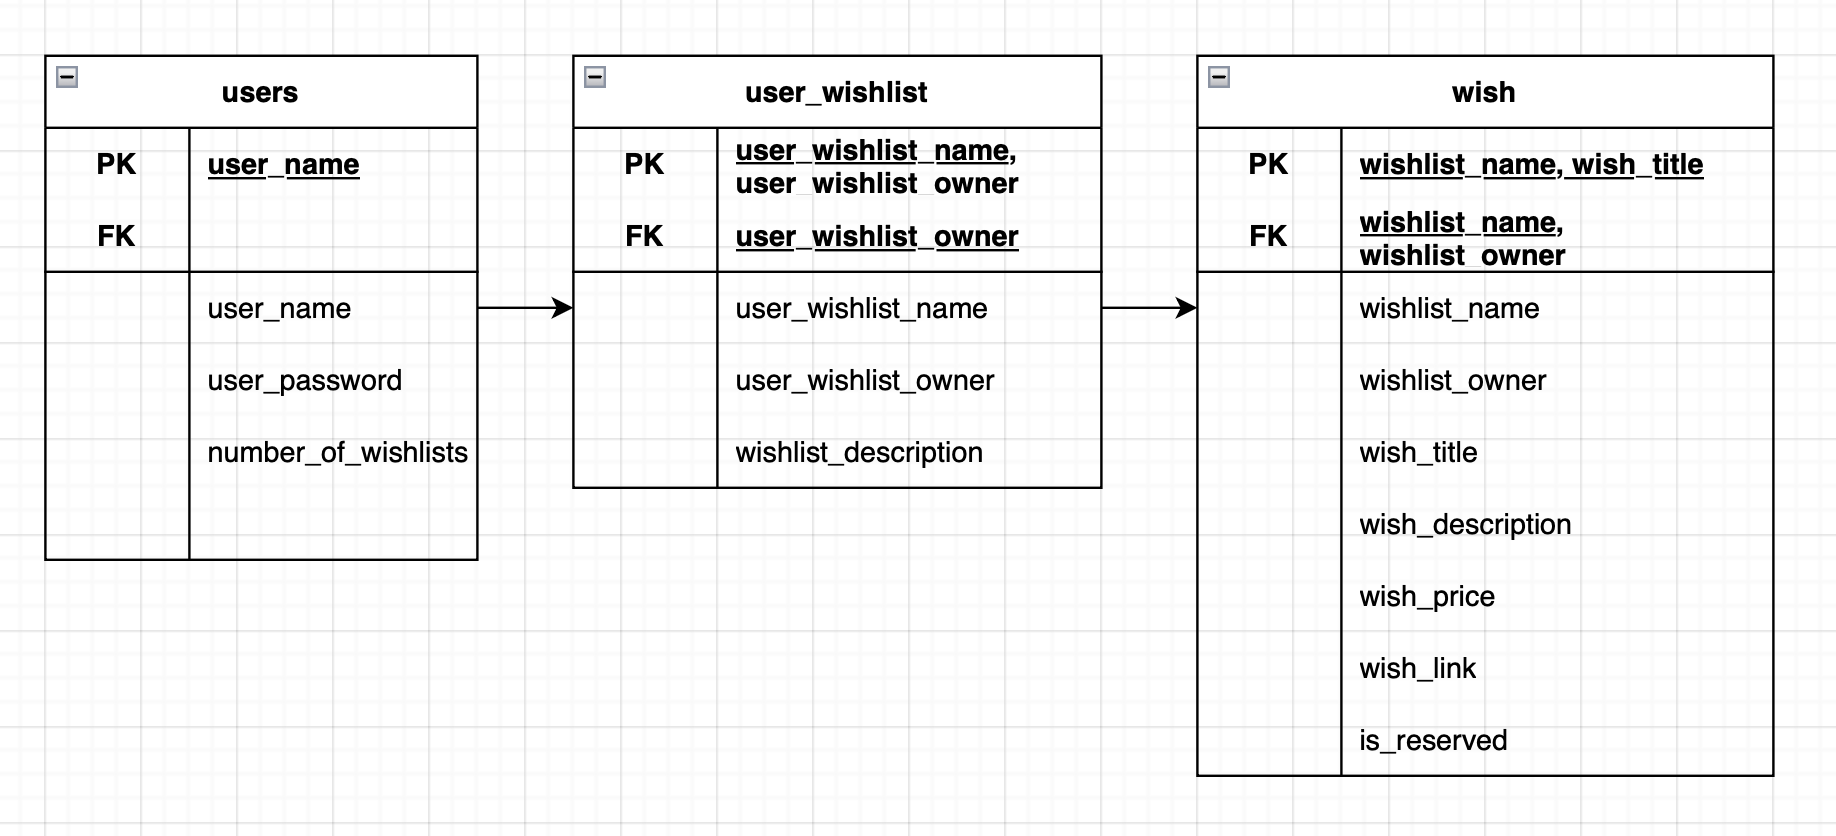 users
PK
user_name
FK
user_name
user_password
number_of_wishlists
user_wishlist
PK
user_wishlist_name,
user_wishlist_owner
FK
user_wishlist_owner
user_wishlist_name
user_wishlist_owner
wishlist_description
wish
PK
wishlist_name, wish_title
FK
wishlist_name,
wishlist_owner
wishlist_name
wishlist_owner
wish_title
wish_description
wish_price
wish_link
is_reserved